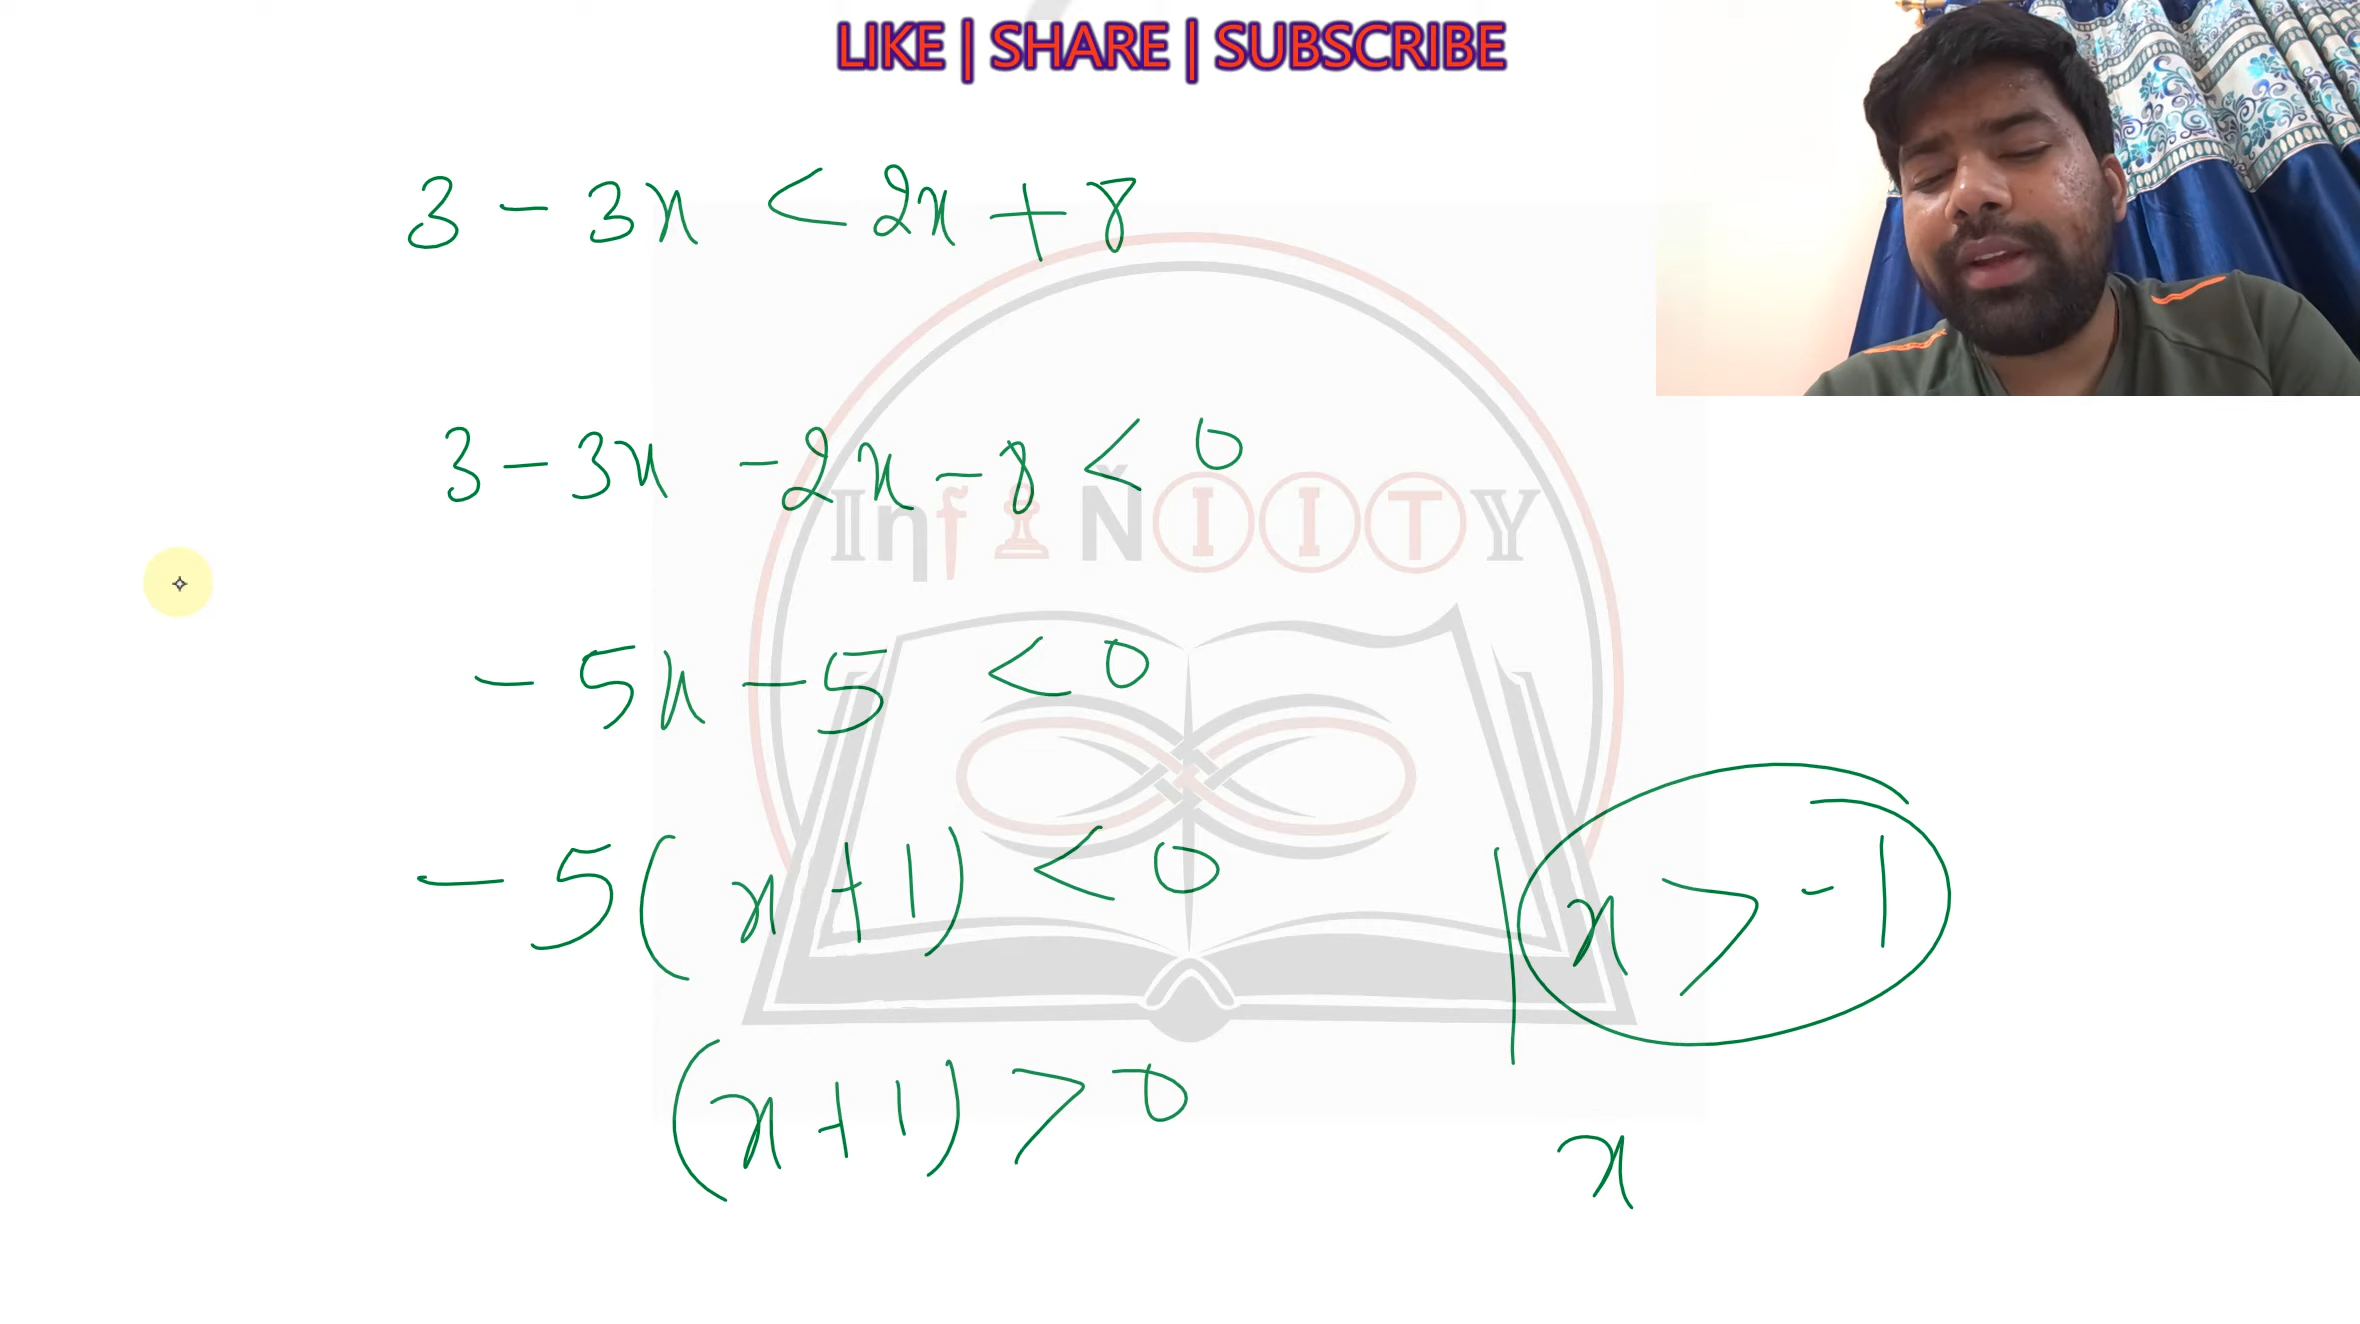 LIKE | SHARE | SUBSCRIBE
3 - 3x < 2x + 8
3 - 3x - 2x - 8 < 0
InfiŇIITY
- 5x - 5 < 0
- 5(x+1) < 0 | x > -1
(x+1) > 0
x